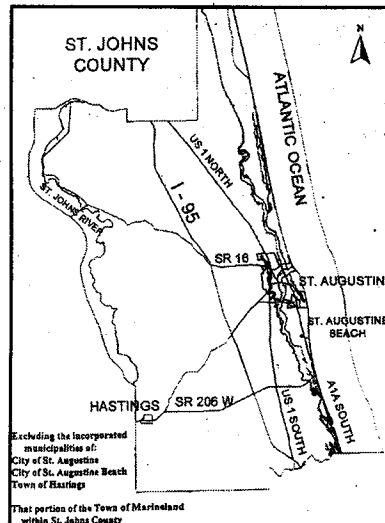 ST. JOHNS
COUNTY
N
ATLANTIC OCEAN
US 1 NORTH
I - 95
ST. JOHNS RIVER
SR 16
ST. AUGUSTINE
ST. AUGUSTINE
BEACH
HASTINGS
SR 206 W
US 1 SOUTH
A1A SOUTH
Excluding the incorporated
municipalities of:
City of St. Augustine
City of St. Augustine Beach
Town of Hastings
That portion of the Town of Marineland
within St. Johns County